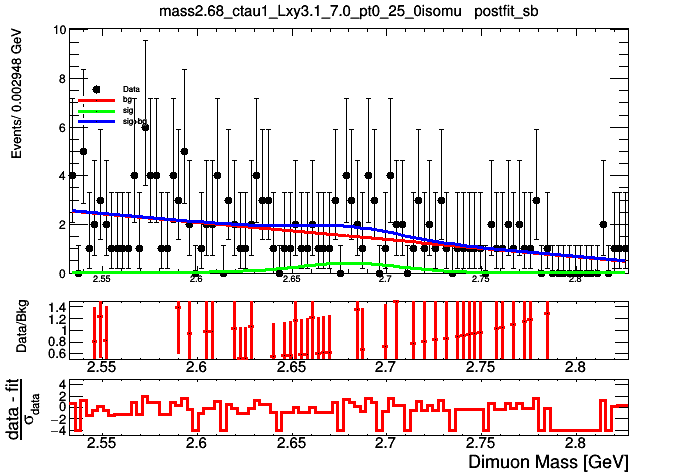 mass2.68_ctau1_Lxy3.1_7.0_pt0_25_0isomu postfit_sb
Events/ 0.002948 GeV
10
8
6
4
2
0
Data
bg
sig
sig+bg
2.55 2.6 2.65 2.7 2.75 2.8
Data/Bkg
1.4
1.2
1
0.8
0.6
2.55 2.6 2.65 2.7 2.75 2.8
data - fit
σdata
4
2
0
−2
−4
2.55 2.6 2.65 2.7 2.75 2.8
Dimuon Mass [GeV]